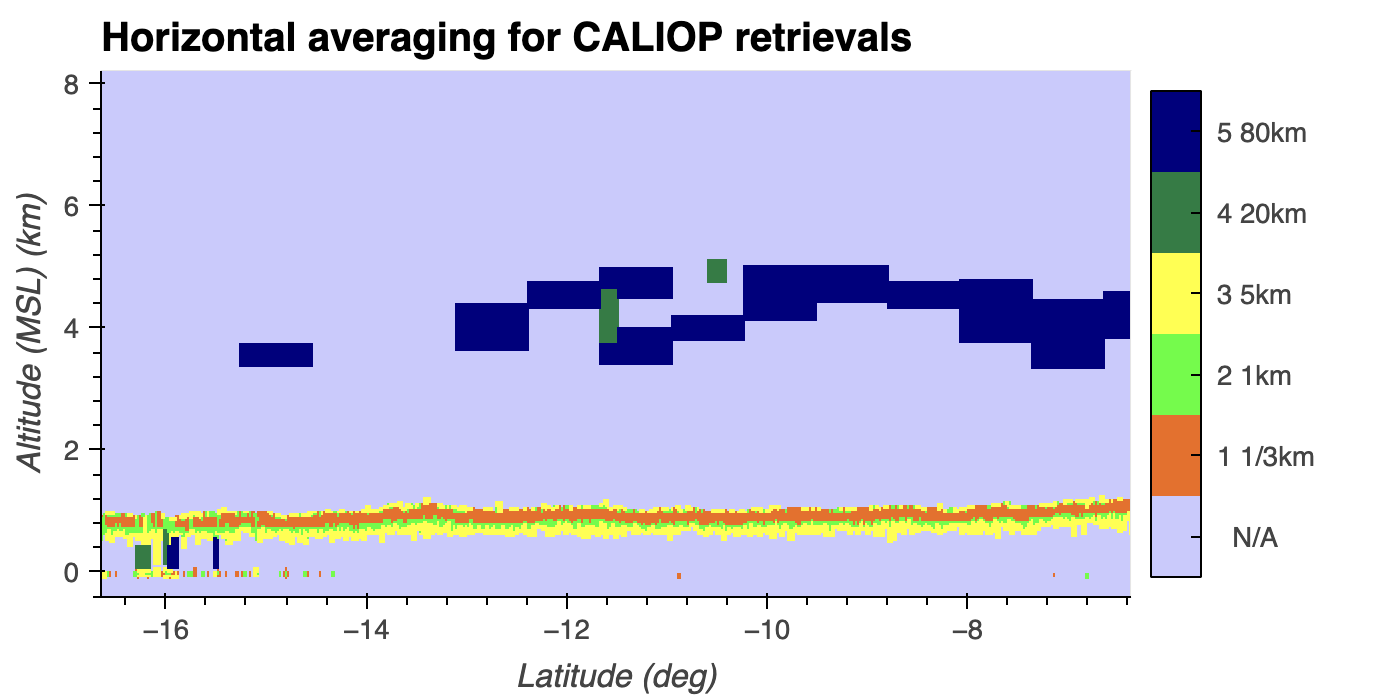 Horizontal averaging for CALIOP retrievals
8
6
4
2
0
Altitude (MSL) (km)
−16
−14
−12
−10
−8
Latitude (deg)
5 80km
4 20km
3 5km
2 1km
1 1/3km
N/A